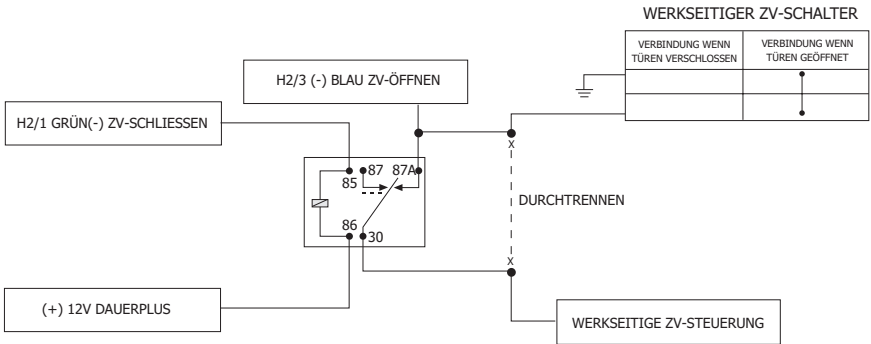 WERKSEITIGER ZV-SCHALTER
VERBINDUNG WENN
TÜREN VERSCHLOSSEN
VERBINDUNG WENN
TÜREN GEÖFFNET
H2/3 (-) BLAU ZV-ÖFFNEN
H2/1 GRÜN(-) ZV-SCHLIESSEN
X
87 87A
85
DURCHTRENNEN
86
30
X
(+) 12V DAUERPLUS
WERKSEITIGE ZV-STEUERUNG